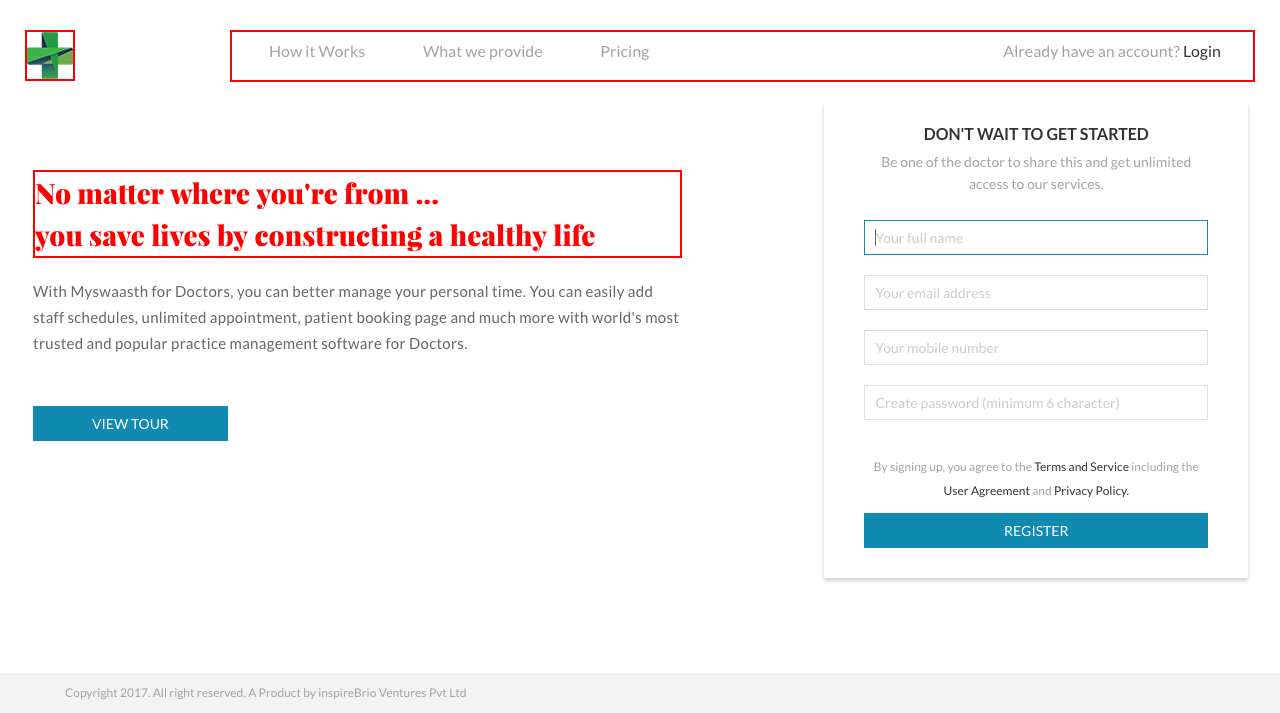 How it Works What we provide Pricing Already have an account? Login
No matter where you're from ...
you save lives by constructing a healthy life
With Myswaasth for Doctors, you can better manage your personal time. You can easily add
staff schedules, unlimited appointment, patient booking page and much more with world's most
trusted and popular practice management software for Doctors.
VIEW TOUR
DON'T WAIT TO GET STARTED
Be one of the doctor to share this and get unlimited
access to our services.
Your full name
Your email address
Your mobile number
Create password (minimum 6 character)
By signing up, you agree to the Terms and Service including the
User Agreement and Privacy Policy.
REGISTER
Copyright 2017. All right reserved. A Product by inspireBrio Ventures Pvt Ltd